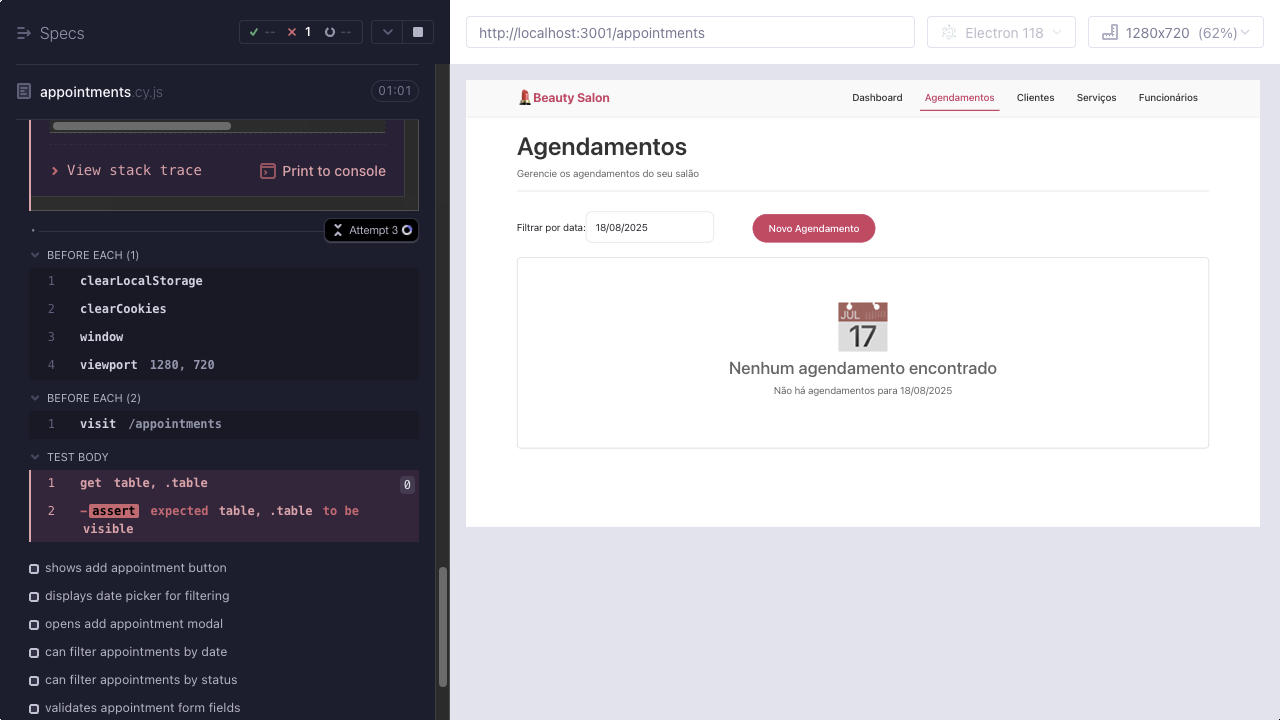 Specs
-- 1 --
appointments.cy.js
01:01
View stack trace
Print to console
Attempt 3
BEFORE EACH (1)
1 clearLocalStorage
2 clearCookies
3 window
4 viewport 1280, 720
BEFORE EACH (2)
1 visit /appointments
TEST BODY
1 get table, .table 0
2 -assert expected table, .table to be
visible
shows add appointment button
displays date picker for filtering
opens add appointment modal
can filter appointments by date
can filter appointments by status
validates appointment form fields
http://localhost:3001/appointments
Electron 118
1280x720 (62%)
Beauty Salon
Dashboard Agendamentos Clientes Serviços Funcionários
Agendamentos
Gerencie os agendamentos do seu salão
Filtrar por data: 18/08/2025
Novo Agendamento
JUL
17
Nenhum agendamento encontrado
Não há agendamentos para 18/08/2025